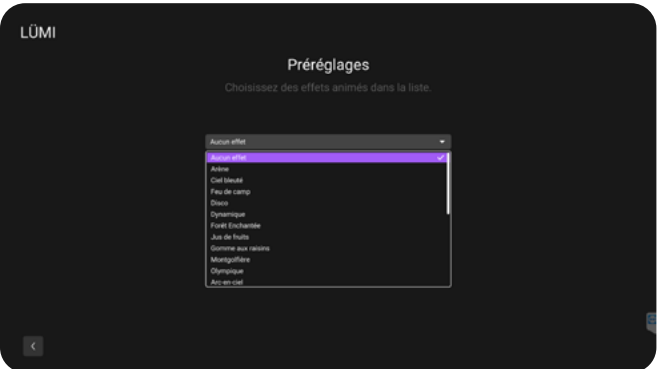 LÜMI
Préréglages
Choisissez des effets animés dans la liste.
Aucun effet
Aucun effet
Arène
Ciel bleuté
Feu de camp
Disco
Dynamique
Forêt Enchantée
Jus de fruits
Gomme aux raisins
Montgolfière
Olympique
Arc-en-ciel